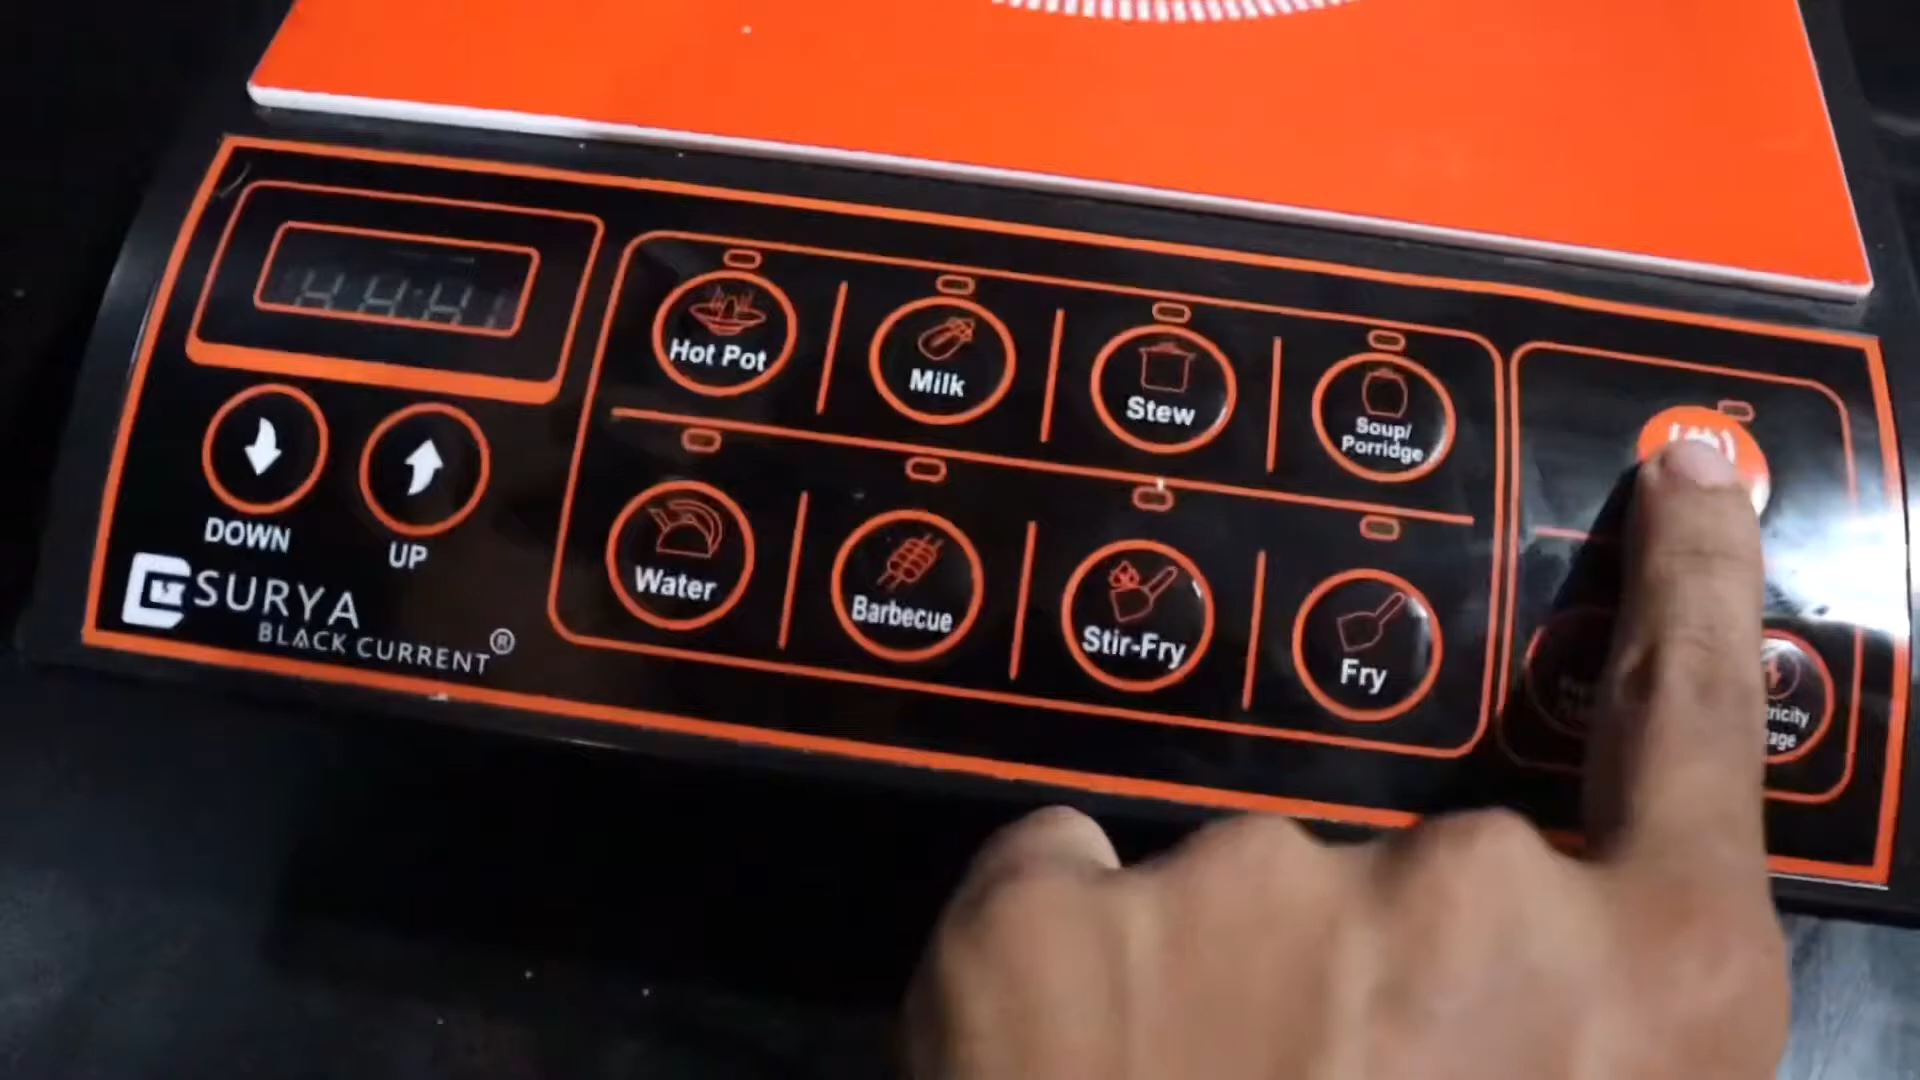 Hot Pot
Milk
Stew
Soup/
Porridge
DOWN
UP
Water
Barbecue
Stir-Fry
Fry
SURYA
BLACK CURRENT®